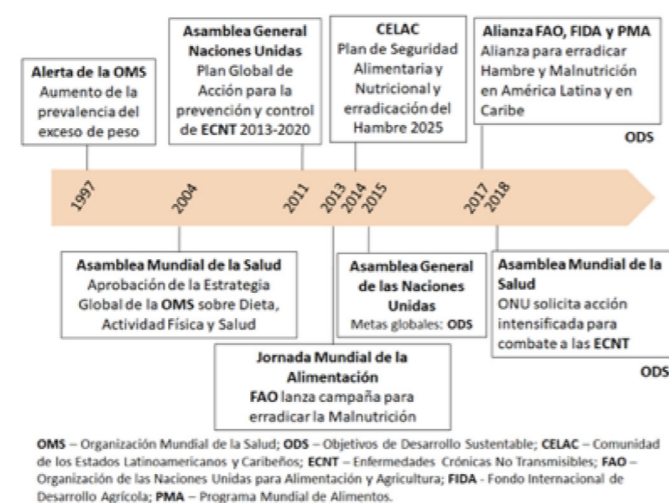 Alerta de la OMS
Aumento de la
prevalencia del
exceso de peso
Asamblea General
Naciones Unidas
Plan Global de
Acción para la
prevención y control
de ECNT 2013-2020
CELAC
Plan de Seguridad
Alimentaria y
Nutricional y
erradicación del
Hambre 2025
Alianza FAO, FIDA y PMA
Alianza para erradicar
Hambre y Malnutrición
en América Latina y en
Caribe
ODS
1997
2004
2011
2013
2014
2015
2017
2018
Asamblea Mundial de la Salud
Aprobación de la Estrategia
Global de la OMS sobre Dieta,
Actividad Física y Salud
Jornada Mundial de la
Alimentación
FAO lanza campaña para
erradicar la Malnutrición
Asamblea General
de las Naciones
Unidas
Metas globales: ODS
Asamblea Mundial de la
Salud
ONU solicita acción
intensificada para
combate a las ECNT
ODS
OMS – Organización Mundial de la Salud; ODS – Objetivos de Desarrollo Sustentable; CELAC – Comunidad
de los Estados Latinoamericanos y Caribeños; ECNT – Enfermedades Crónicas No Transmisibles; FAO –
Organización de las Naciones Unidas para Alimentación y Agricultura; FIDA - Fondo Internacional de
Desarrollo Agrícola; PMA – Programa Mundial de Alimentos.